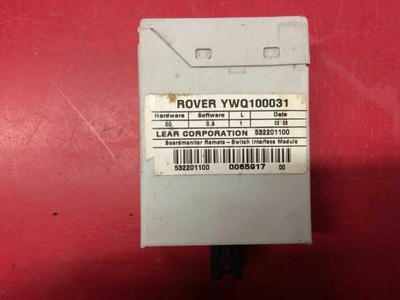 ROVER YWQ100031
Hardware Software L Date
00 0.9 1
LEAR CORPORATION 532201100
Boardmonitor Remote - Switch Interface Module
532201100 0065917 00